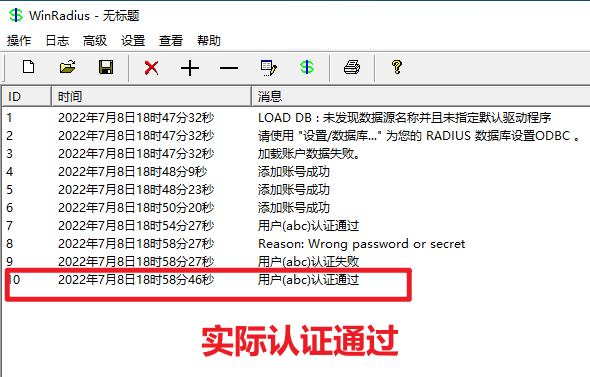 WinRadius - 无标题
操作 日志 高级 设置 查看 帮助
ID 时间 消息
1 2022年7月8日18时47分32秒 LOAD DB：未发现数据源名称并且未指定默认驱动程序
2 2022年7月8日18时47分32秒 请使用 "设置/数据库..." 为您的 RADIUS 数据库设置ODBC 。
3 2022年7月8日18时47分32秒 加载账户数据失败。
4 2022年7月8日18时48分9秒 添加账号成功
5 2022年7月8日18时48分23秒 添加账号成功
6 2022年7月8日18时50分20秒 添加账号成功
7 2022年7月8日18时54分27秒 用户(abc)认证通过
8 2022年7月8日18时58分27秒 Reason: Wrong password or secret
9 2022年7月8日18时58分27秒 用户(abc)认证失败
10 2022年7月8日18时58分46秒 用户(abc)认证通过
实际认证通过